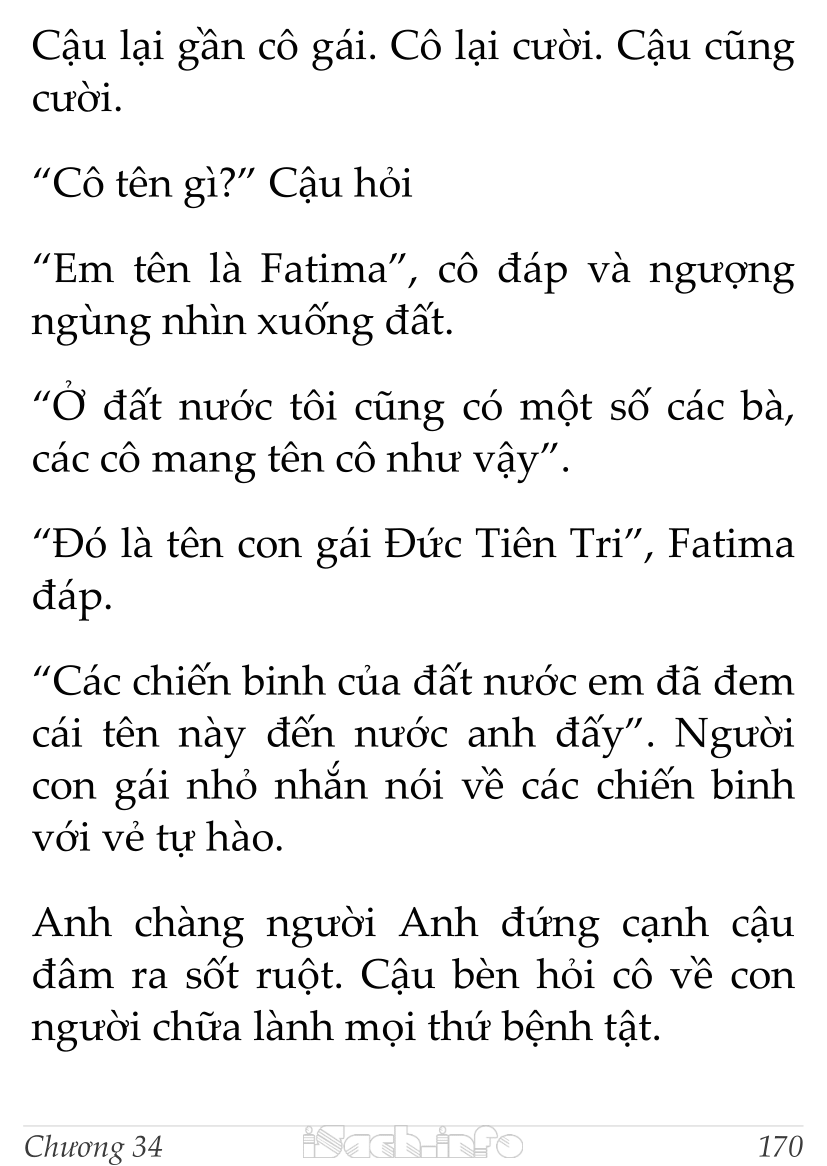 Cậu lại gần cô gái. Cô lại cười. Cậu cũng
cười.
“Cô tên gì?” Cậu hỏi
“Em tên là Fatima”, cô đáp và ngượng
ngùng nhìn xuống đất.
“Ở đất nước tôi cũng có một số các bà,
các cô mang tên cô như vậy”.
“Đó là tên con gái Đức Tiên Tri”, Fatima
đáp.
“Các chiến binh của đất nước em đã đem
cái tên này đến nước anh đấy”. Người
con gái nhỏ nhắn nói về các chiến binh
với vẻ tự hào.
Anh chàng người Anh đứng cạnh cậu
đâm ra sốt ruột. Cậu bèn hỏi cô về con
người chữa lành mọi thứ bệnh tật.
Chương 34 iSach.info 170